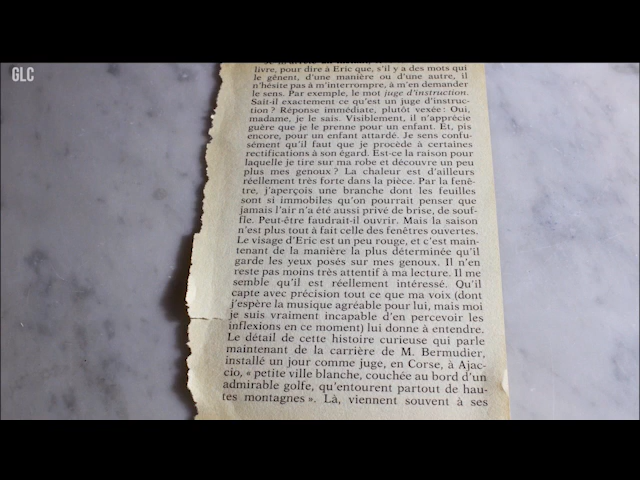 GLC
livre, pour dire à Eric que, s'il y a des mots qui
le gênent, d'une manière ou d'une autre, il
n'hésite pas à m'interrompre, à m'en demander
le sens. Par exemple, le mot juge d'instruction.
Sait-il exactement ce qu'est un juge d'instruc-
tion ? Réponse immédiate, plutôt vexée : Oui,
madame, je le sais. Visiblement, il n'apprécie
guère que je le prenne pour un enfant. Et, pis
encore, pour un enfant attardé. Je sens confu-
sément qu'il faut que je procède à certaines
rectifications à son égard. Est-ce la raison pour
laquelle je tire sur ma robe et découvre un peu
plus mes genoux ? La chaleur est d'ailleurs
réellement très forte dans la pièce. Par la fenê-
tre, j'aperçois une branche dont les feuilles
sont si immobiles qu'on pourrait penser que
jamais l'air n'a été aussi privé de brise, de souf-
fle. Peut-être faudrait-il ouvrir. Mais la saison
n'est plus tout à fait celle des fenêtres ouvertes.
Le visage d'Eric est un peu rouge, et c'est main-
tenant de la manière la plus déterminée qu'il
garde les yeux posés sur mes genoux. Il n'en
reste pas moins très attentif à ma lecture. Il me
semble qu'il est réellement intéressé. Qu'il
capte avec précision tout ce que ma voix (dont
j'espère la musique agréable pour lui, mais moi
je suis vraiment incapable d'en percevoir les
inflexions en ce moment) lui donne à entendre.
Le détail de cette histoire curieuse qui parle
maintenant de la carrière de M. Bermudier,
installé un jour comme juge, en Corse, à Ajac-
cio, « petite ville blanche, couchée au bord d'un
admirable golfe, qu'entourent partout de hau-
tes montagnes ». Là, viennent souvent à ses